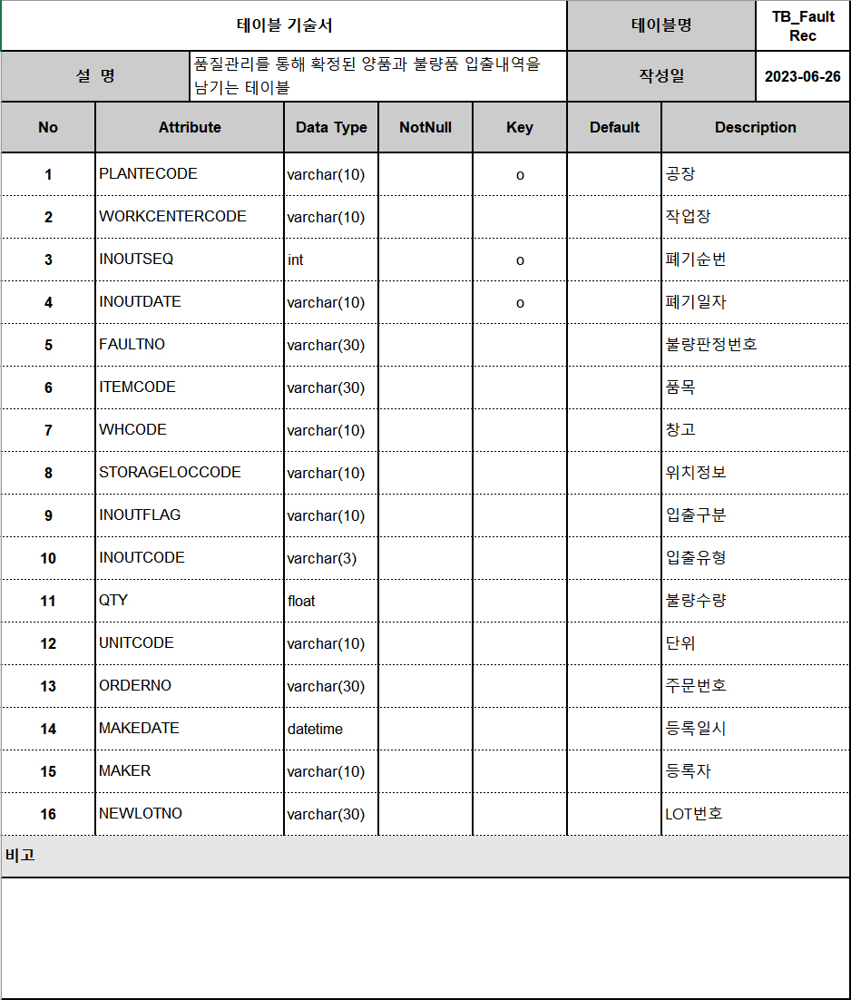 테이블 기술서 테이블명 TB_Fault
Rec
설 명 품질관리를 통해 확정된 양품과 불량품 입출내역을
남기는 테이블 작성일 2023-06-26
No Attribute Data Type NotNull Key Default Description
1 PLANTECODE varchar(10) o 공장
2 WORKCENTERCODE varchar(10) 작업장
3 INOUTSEQ int o 폐기순번
4 INOUTDATE varchar(10) o 폐기일자
5 FAULTNO varchar(30) 불량판정번호
6 ITEMCODE varchar(30) 품목
7 WHCODE varchar(10) 창고
8 STORAGELOCCODE varchar(10) 위치정보
9 INOUTFLAG varchar(10) 입출구분
10 INOUTCODE varchar(3) 입출유형
11 QTY float 불량수량
12 UNITCODE varchar(10) 단위
13 ORDERNO varchar(30) 주문번호
14 MAKEDATE datetime 등록일시
15 MAKER varchar(10) 등록자
16 NEWLOTNO varchar(30) LOT번호
비고